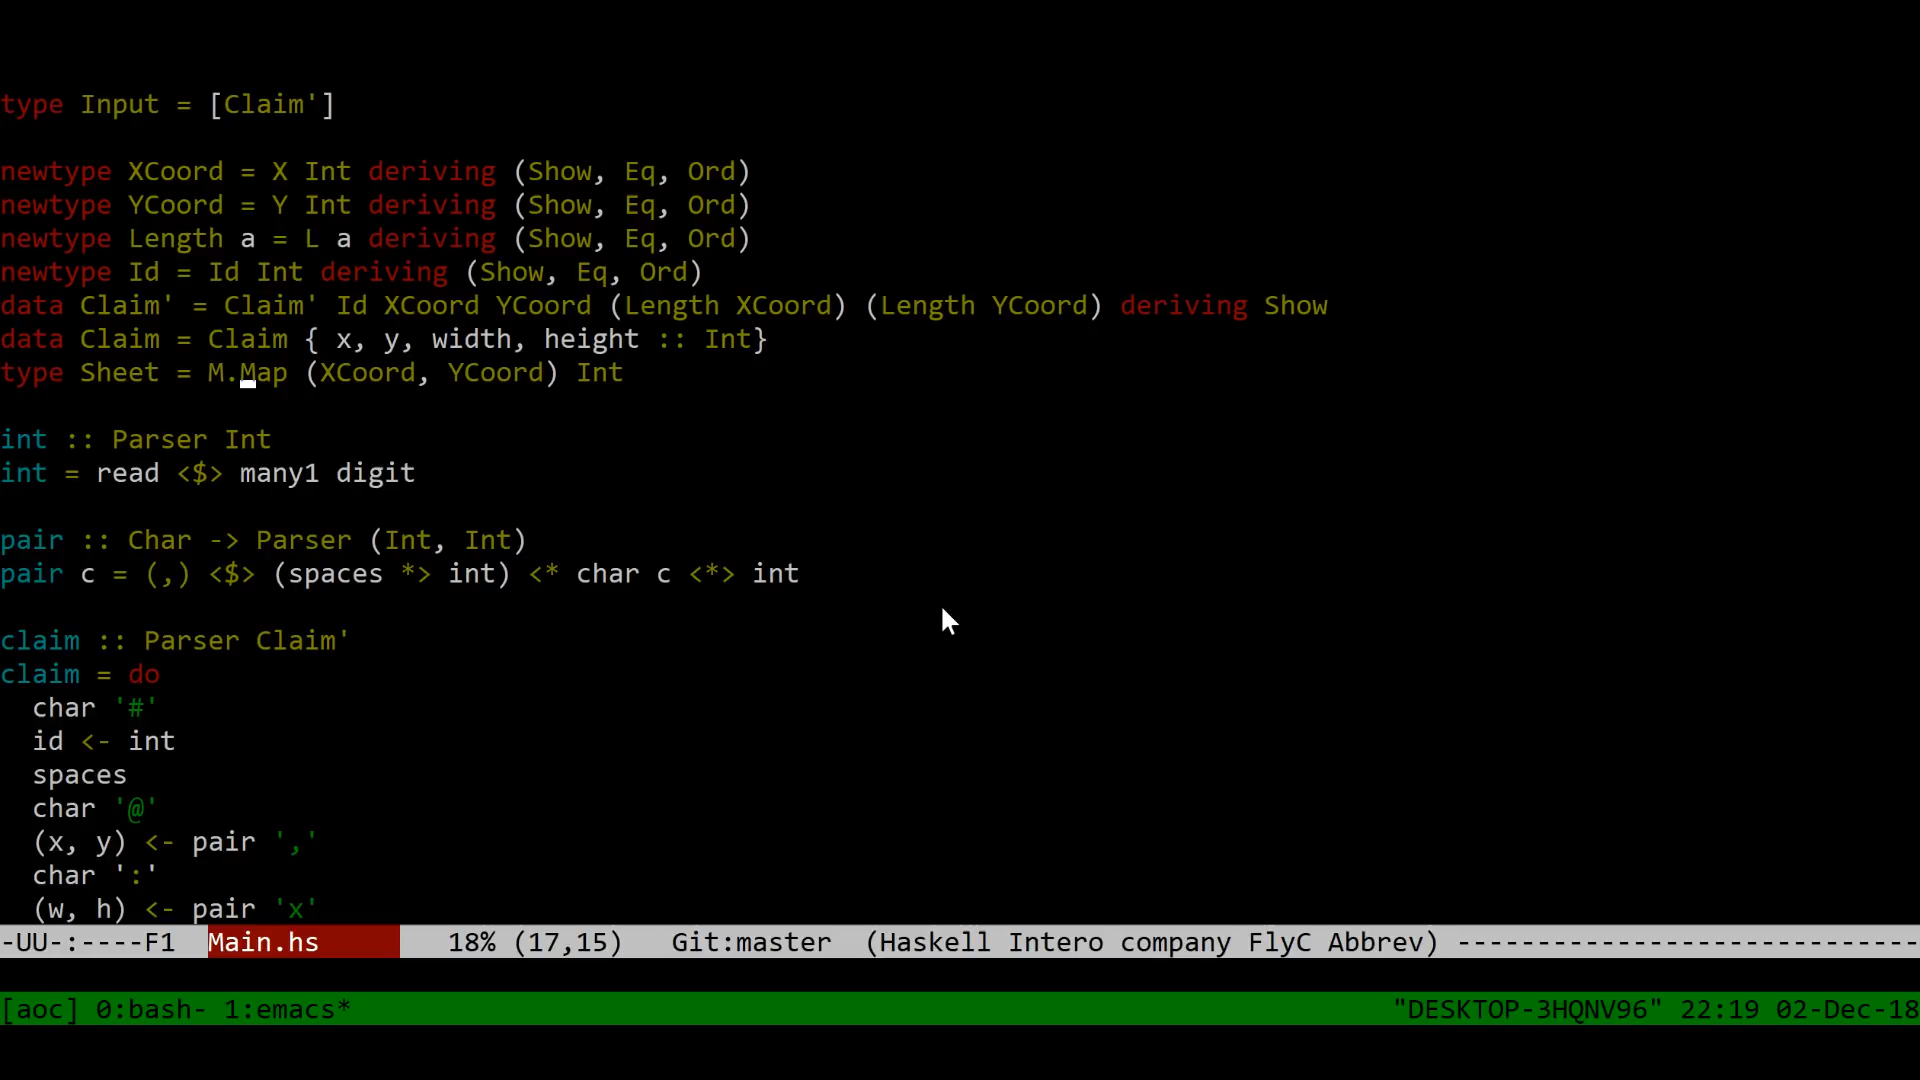 type Input = [Claim']
newtype XCoord = X Int deriving (Show, Eq, Ord)
newtype YCoord = Y Int deriving (Show, Eq, Ord)
newtype Length a = L a deriving (Show, Eq, Ord)
newtype Id = Id Int deriving (Show, Eq, Ord)
data Claim' = Claim' Id XCoord YCoord (Length XCoord) (Length YCoord) deriving Show
data Claim = Claim { x, y, width, height :: Int}
type Sheet = M.Map (XCoord, YCoord) Int
int :: Parser Int
int = read <$> many1 digit
pair :: Char -> Parser (Int, Int)
pair c = (,) <$> (spaces *> int) <* char c <*> int
claim :: Parser Claim'
claim = do
  char '#'
  id <- int
  spaces
  char '@'
  (x, y) <- pair ','
  char ':'
  (w, h) <- pair 'x'
-UU-:----F1  Main.hs        18% (17,15)   Git:master  (Haskell Intero company FlyC Abbrev) -----------------------------
[aoc] 0:bash- 1:emacs* "DESKTOP-3HQNV96" 22:19 02-Dec-18